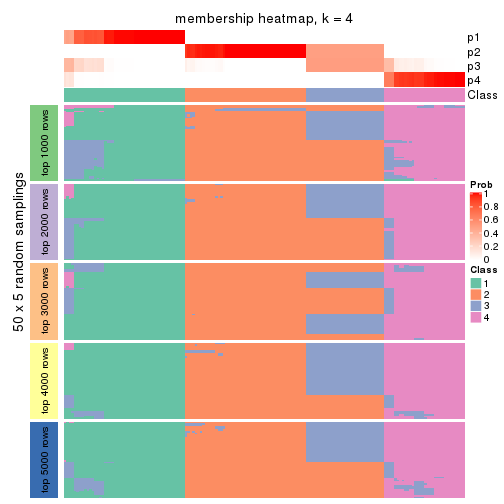 membership heatmap, k = 4
p1
p2
p3
p4
Class
50 x 5 random samplings
top 1000 rows
top 2000 rows
top 3000 rows
top 4000 rows
top 5000 rows
Prob
1
0.8
0.6
0.4
0.2
0
Class
1
2
3
4